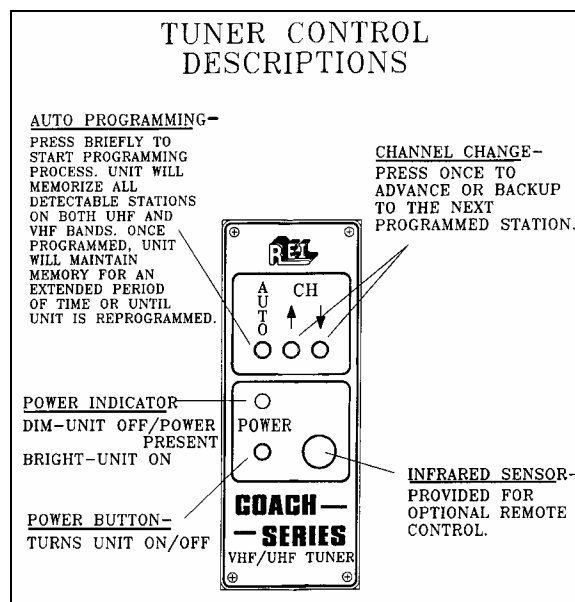 TUNER CONTROL
DESCRIPTIONS
AUTO PROGRAMMING-
PRESS BRIEFLY TO
START PROGRAMMING
PROCESS. UNIT WILL
MEMORIZE ALL
DETECTABLE STATIONS
ON BOTH UHF AND
VHF BANDS. ONCE
PROGRAMMED, UNIT
WILL MAINTAIN
MEMORY FOR AN
EXTENDED PERIOD
OF TIME OR UNTIL
UNIT IS REPROGRAMMED.
CHANNEL CHANGE-
PRESS ONCE TO
ADVANCE OR BACKUP
TO THE NEXT
PROGRAMMED STATION.
REI
AUTO
CH
POWER INDICATOR
DIM-UNIT OFF/POWER
PRESENT
BRIGHT-UNIT ON
POWER
POWER BUTTON-
TURNS UNIT ON/OFF
INFRARED SENSOR-
PROVIDED FOR
OPTIONAL REMOTE
CONTROL.
COACH-
-SERIES
VHF/UHF TUNER